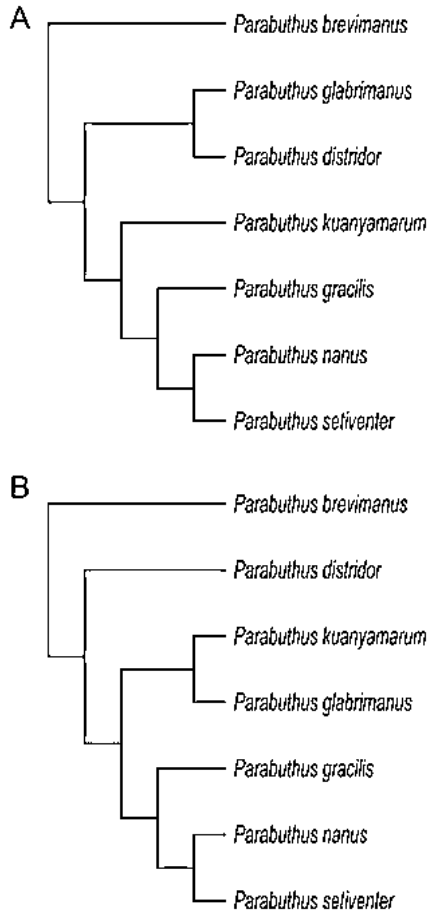 A
Parabuthus brevimanus
Parabuthus glabrimanus
Parabuthus distridor
Parabuthus kuanyamarum
Parabuthus gracilis
Parabuthus nanus
Parabuthus setiventer
B
Parabuthus brevimanus
Parabuthus distridor
Parabuthus kuanyamarum
Parabuthus glabrimanus
Parabuthus gracilis
Parabuthus nanus
Parabuthus setiventer